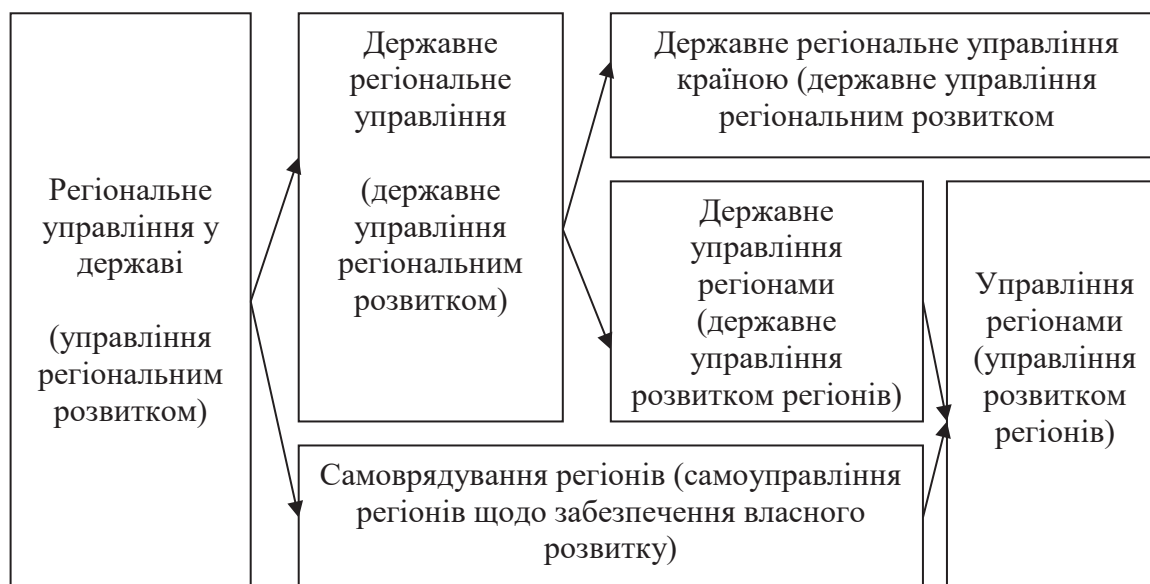 Регіональне
управління у
державі
(управління
регіональним
розвитком)
Державне
регіональне
управління
(державне
управління
регіональним
розвитком)
Державне регіональне управління
країною (державне управління
регіональним розвитком
Державне
управління
регіонами
(державне
управління
розвитком регіонів)
Управління
регіонами
(управління
розвитком
регіонів)
Самоврядування регіонів (самоуправління
регіонів щодо забезпечення власного
розвитку)